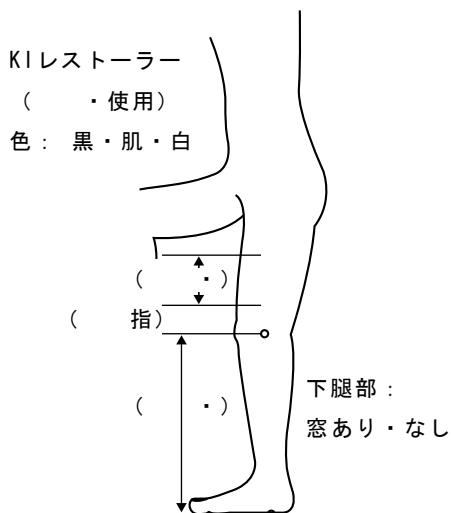 KIレストーラー
(　　・使用)
色：　黒・肌・白
(　　・)
(　　指)
(　　・)
下腿部：
窓あり・なし